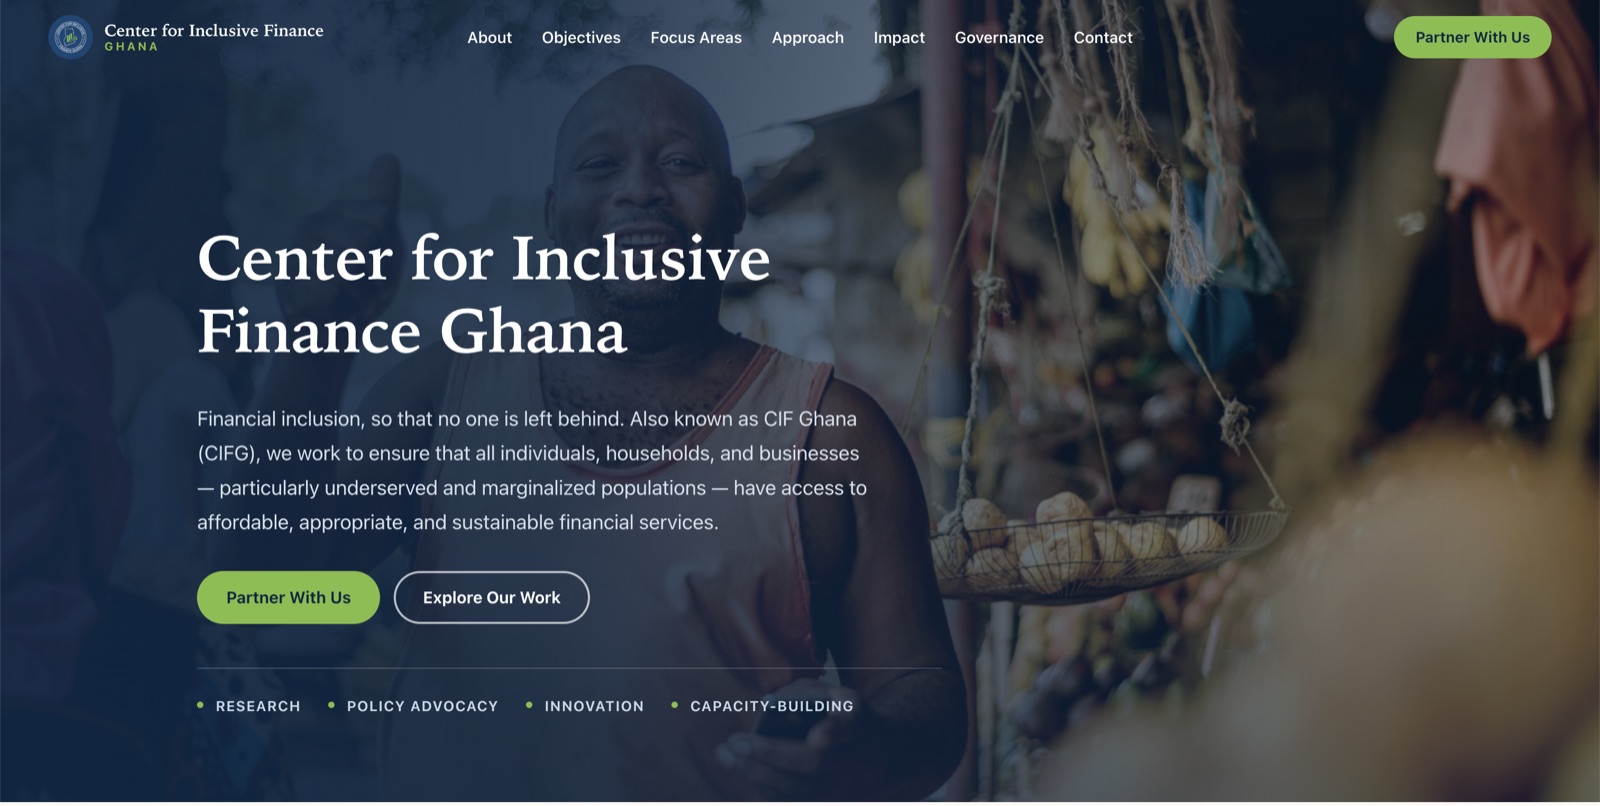 Center for Inclusive Finance
GHANA
About
Objectives
Focus Areas
Approach
Impact
Governance
Contact
Partner With Us
Center for Inclusive
Finance Ghana
Financial inclusion, so that no one is left behind. Also known as CIF Ghana
(CIFG), we work to ensure that all individuals, households, and businesses
— particularly underserved and marginalized populations — have access to
affordable, appropriate, and sustainable financial services.
Partner With Us
Explore Our Work
RESEARCH
POLICY ADVOCACY
INNOVATION
CAPACITY-BUILDING